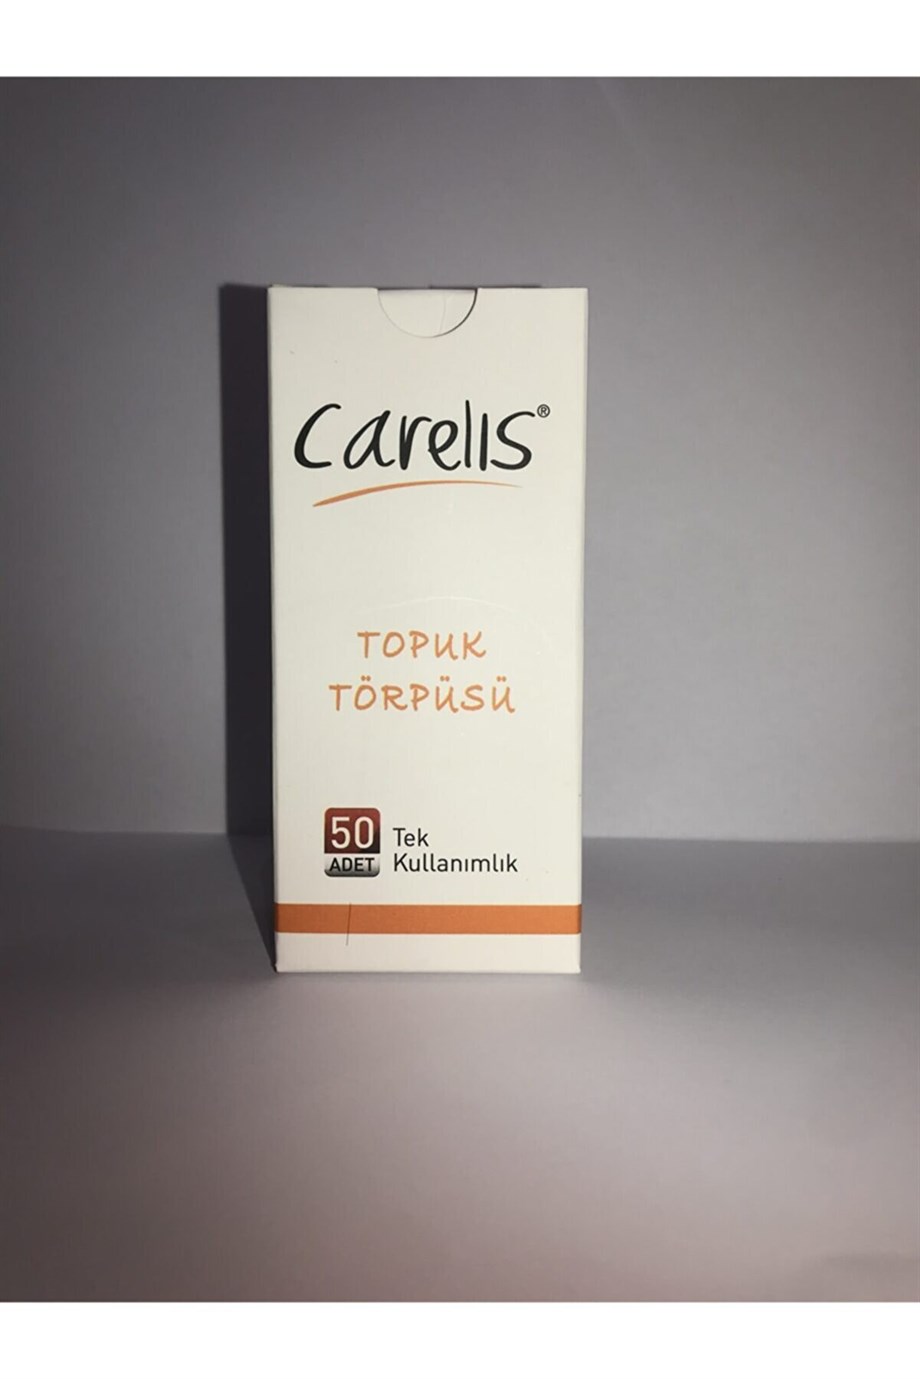 Carelis®
TOPUK
TÖRPÜSÜ
50
ADET
Tek
Kullanımlık